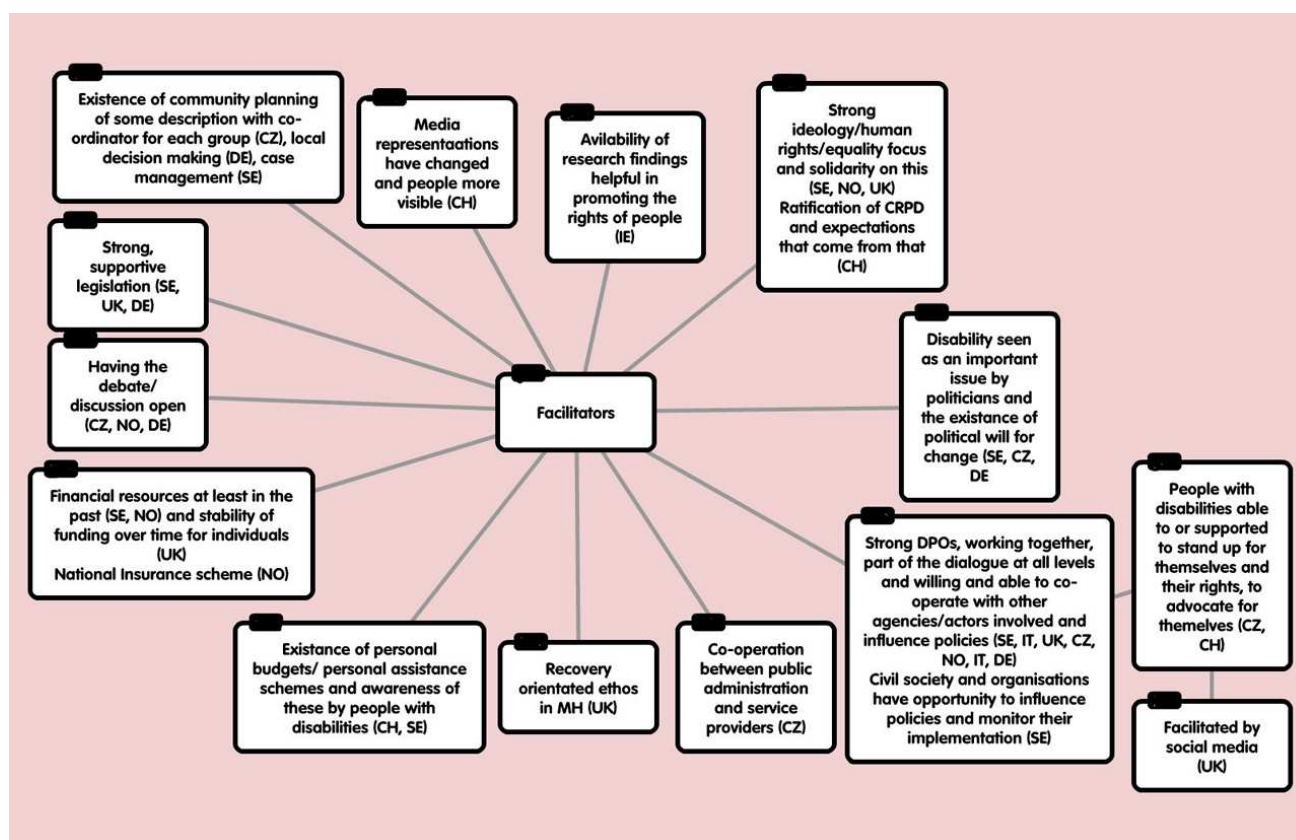 Existence of community planning
of some description with co-
ordinator for each group (CZ), local
decision making (DE), case
management (SE)
Media
representaations
have changed
and people more
visible (CH)
Avilability of
research findings
helpful in
promoting the
rights of people
(IE)
Strong
ideology/human
rights/equality focus
and solidarity on this
(SE, NO, UK)
Ratification of CRPD
and expectations
that come from that
(CH)
Strong,
supportive
legislation (SE,
UK, DE)
Having the
debate/
discussion open
(CZ, NO, DE)
Facilitators
Disability seen
as an important
issue by
politicians and
the existance of
political will for
change (SE, CZ,
DE
Financial resources at least in the
past (SE, NO) and stability of
funding over time for individuals
(UK)
National Insurance scheme (NO)
Existance of personal
budgets/ personal assistance
schemes and awareness of
these by people with
disabilities (CH, SE)
Recovery
orientated ethos
in MH (UK)
Co-operation
between public
administration
and service
providers (CZ)
Strong DPOs, working together,
part of the dialogue at all levels
and willing and able to co-
operate with other
agencies/actors involved and
influence policies (SE, IT, UK, CZ,
NO, IT, DE)
Civil society and organisations
have opportunity to influence
policies and monitor their
implementation (SE)
People with
disabilities able
to or supported
to stand up for
themselves and
their rights, to
advocate for
themelves (CZ,
CH)
Facilitated by
social media
(UK)